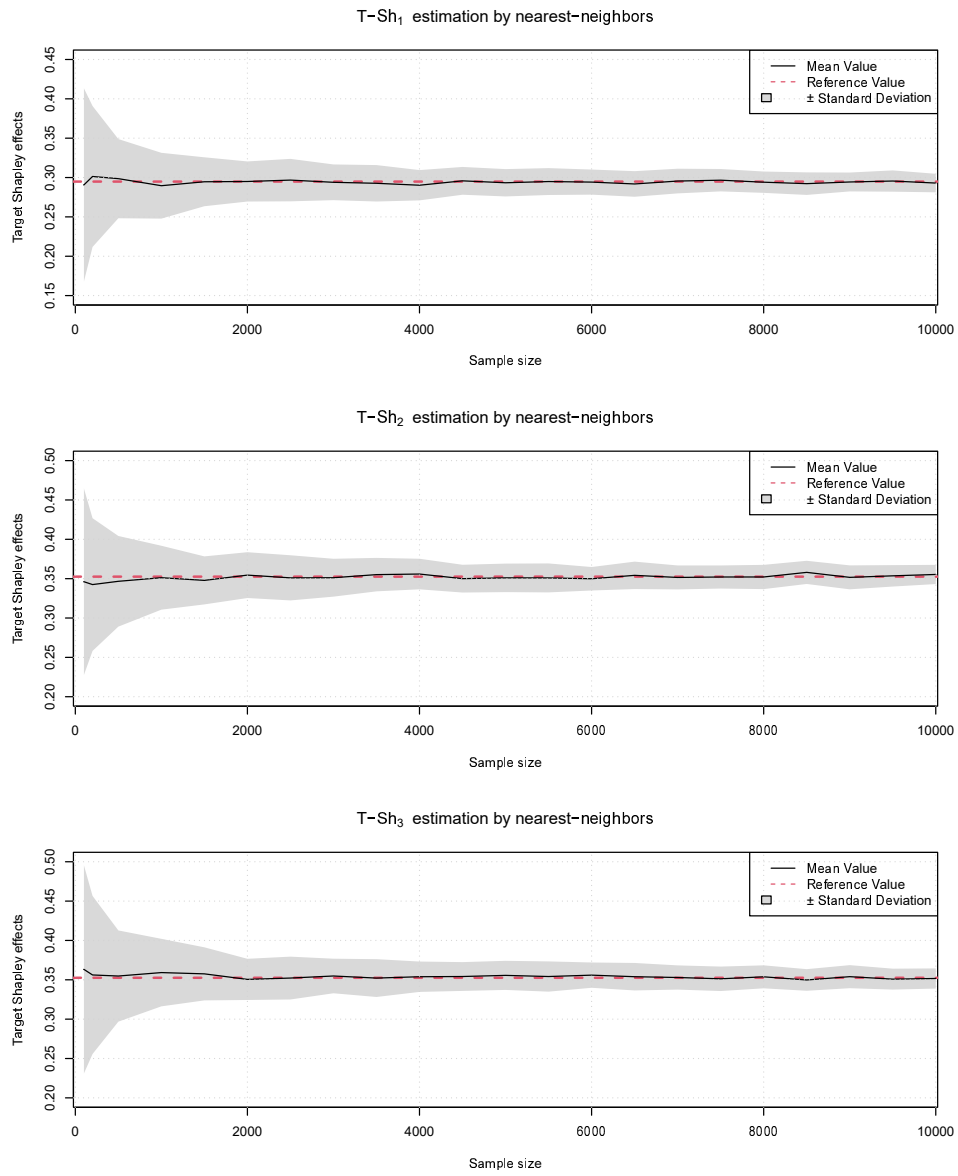 T−Sh1 estimation by nearest−neighbors
Target Shapley effects
0.45
0.40
0.35
0.30
0.25
0.20
0.15
Mean Value
Reference Value
± Standard Deviation
0 2000 4000 6000 8000 10000
Sample size
T−Sh2 estimation by nearest−neighbors
Target Shapley effects
0.50
0.45
0.40
0.35
0.30
0.25
0.20
Mean Value
Reference Value
± Standard Deviation
0 2000 4000 6000 8000 10000
Sample size
T−Sh3 estimation by nearest−neighbors
Target Shapley effects
0.50
0.45
0.40
0.35
0.30
0.25
0.20
Mean Value
Reference Value
± Standard Deviation
0 2000 4000 6000 8000 10000
Sample size